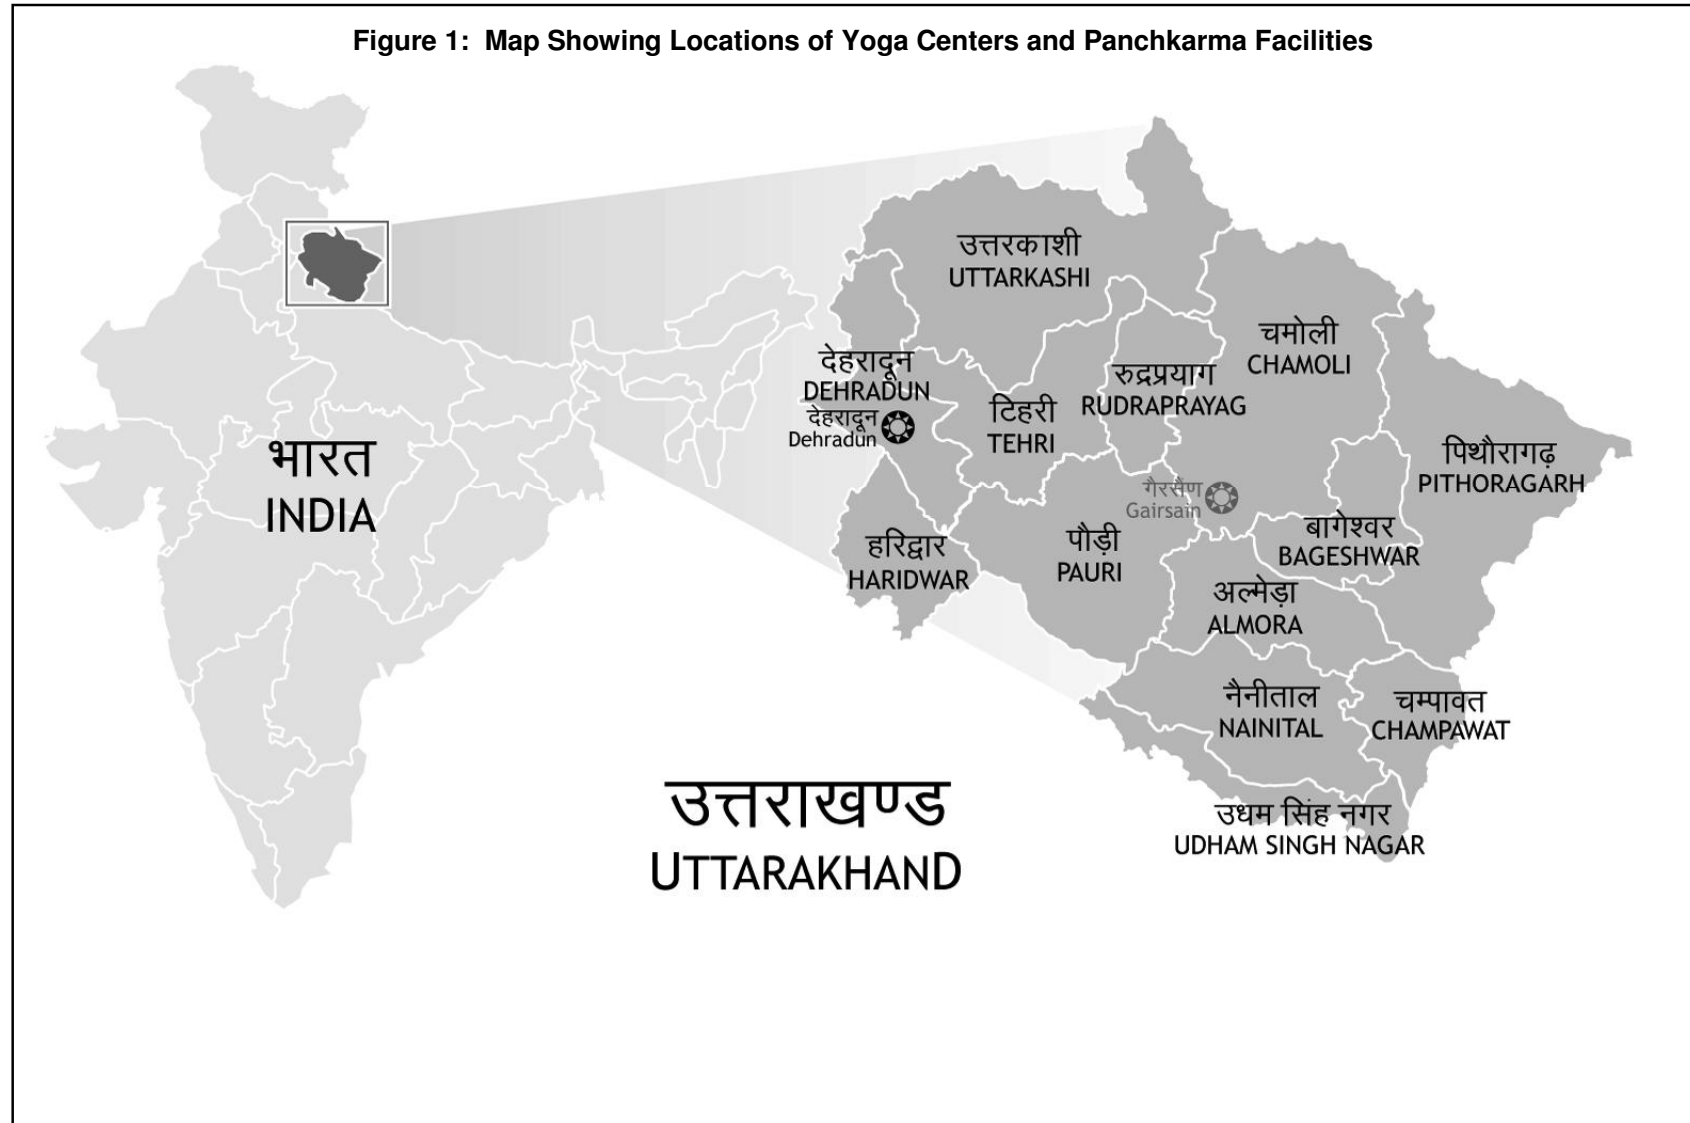 Figure 1: Map Showing Locations of Yoga Centers and Panchkarma Facilities
उत्तरकाशी
UTTARKASHI
चमोली
CHAMOLI
देहरादून
DEHRADUN
रुद्रप्रयाग
RUDRAPRAYAG
टिहरी
TEHRI
देहरादून
Dehradun
भारत
INDIA
पिथौरागढ़
PITHORAGARH
गैरसैंण
Gairsain
बागेश्वर
BAGESHWAR
हरिद्वार
HARIDWAR
पौड़ी
PAURI
अल्मेड़ा
ALMORA
नैनीताल
NAINITAL
चम्पावत
CHAMPAWAT
उत्तराखण्ड
UTTARAKHAND
उधम सिंह नगर
UDHAM SINGH NAGAR